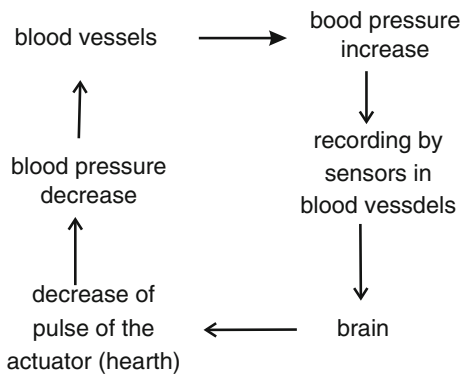 blood vessels
bood pressure
increase
recording by
sensors in
blood vessdels
brain
decrease of
pulse of the
actuator (hearth)
blood pressure
decrease